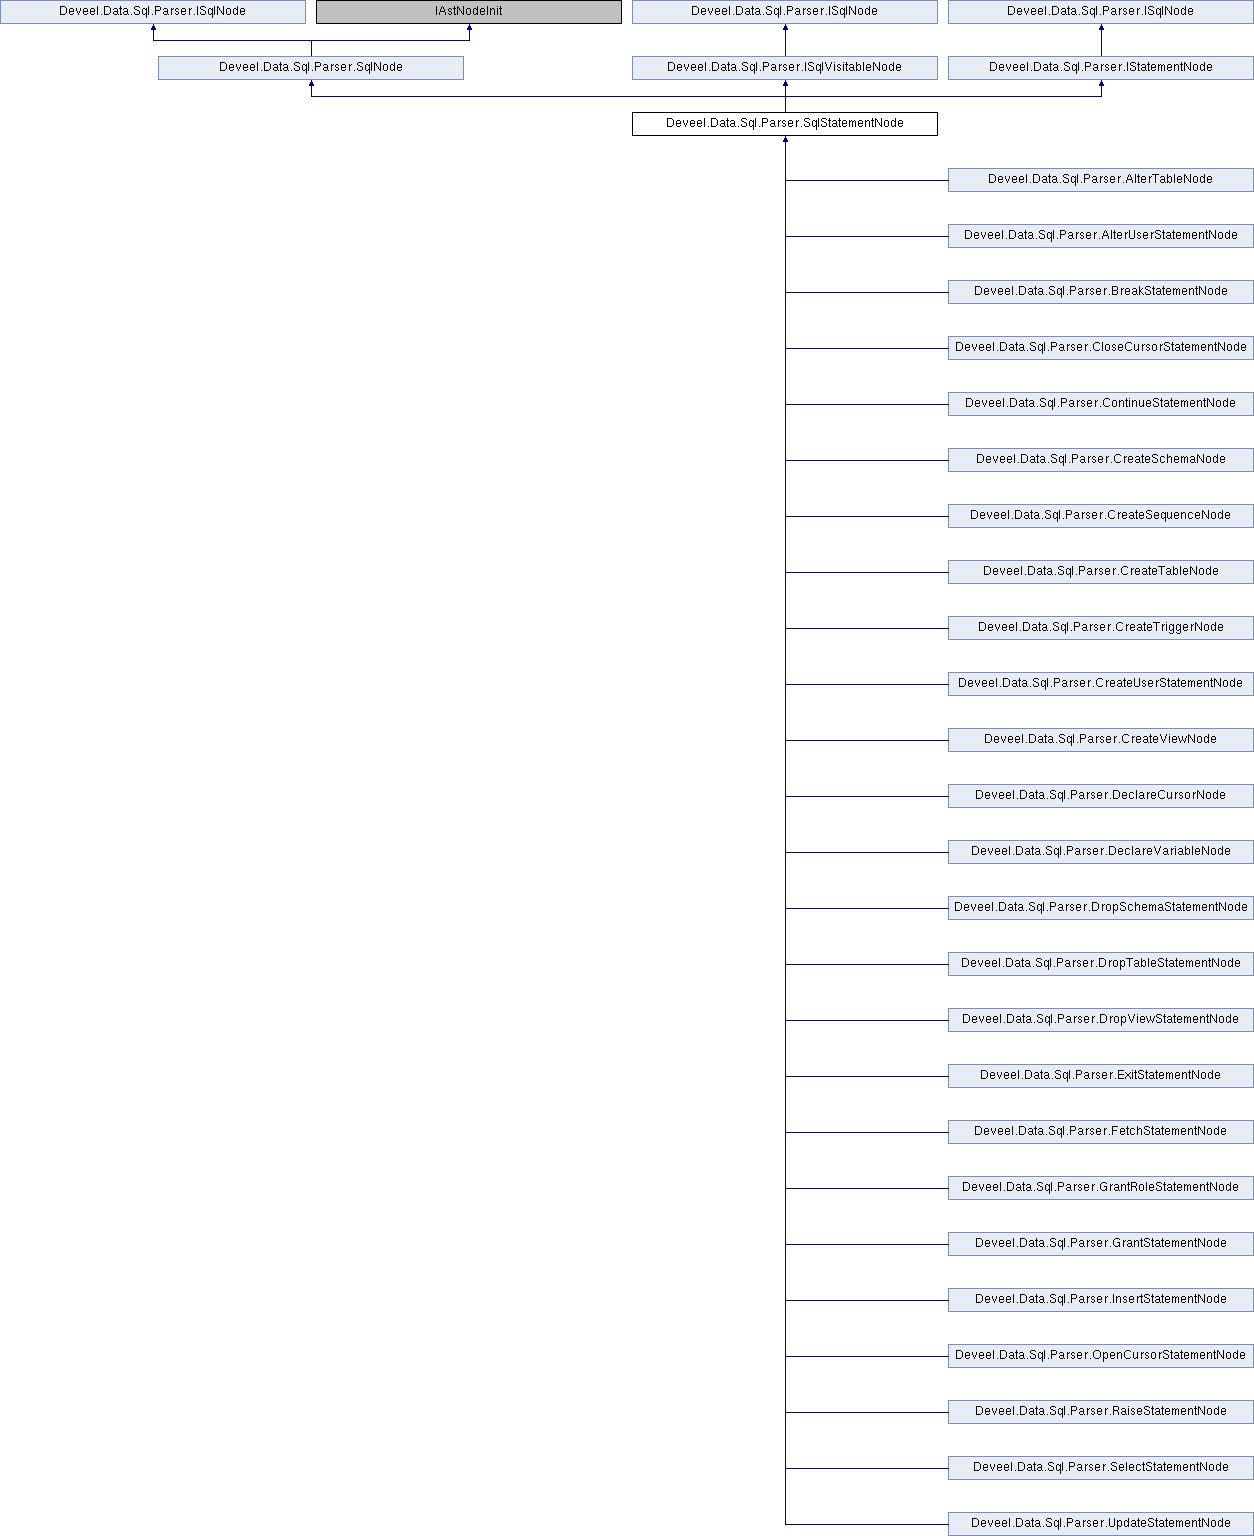 Deveel.Data.Sql.Parser.ISqlNode
IAstNodeInit
Deveel.Data.Sql.Parser.ISqlNode
Deveel.Data.Sql.Parser.ISqlNode
Deveel.Data.Sql.Parser.SqlNode
Deveel.Data.Sql.Parser.ISqlVisitableNode
Deveel.Data.Sql.Parser.IStatementNode
Deveel.Data.Sql.Parser.SqlStatementNode
Deveel.Data.Sql.Parser.AlterTableNode
Deveel.Data.Sql.Parser.AlterUserStatementNode
Deveel.Data.Sql.Parser.BreakStatementNode
Deveel.Data.Sql.Parser.CloseCursorStatementNode
Deveel.Data.Sql.Parser.ContinueStatementNode
Deveel.Data.Sql.Parser.CreateSchemaNode
Deveel.Data.Sql.Parser.CreateSequenceNode
Deveel.Data.Sql.Parser.CreateTableNode
Deveel.Data.Sql.Parser.CreateTriggerNode
Deveel.Data.Sql.Parser.CreateUserStatementNode
Deveel.Data.Sql.Parser.CreateViewNode
Deveel.Data.Sql.Parser.DeclareCursorNode
Deveel.Data.Sql.Parser.DeclareVariableNode
Deveel.Data.Sql.Parser.DropSchemaStatementNode
Deveel.Data.Sql.Parser.DropTableStatementNode
Deveel.Data.Sql.Parser.DropViewStatementNode
Deveel.Data.Sql.Parser.ExitStatementNode
Deveel.Data.Sql.Parser.FetchStatementNode
Deveel.Data.Sql.Parser.GrantRoleStatementNode
Deveel.Data.Sql.Parser.GrantStatementNode
Deveel.Data.Sql.Parser.InsertStatementNode
Deveel.Data.Sql.Parser.OpenCursorStatementNode
Deveel.Data.Sql.Parser.RaiseStatementNode
Deveel.Data.Sql.Parser.SelectStatementNode
Deveel.Data.Sql.Parser.UpdateStatementNode